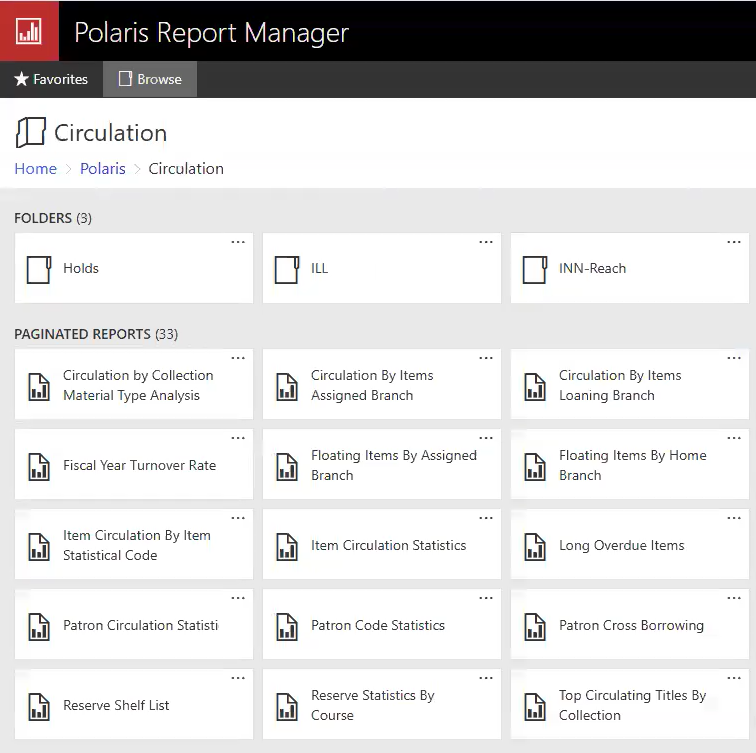 Polaris Report Manager
Favorites
Browse
Circulation
Home > Polaris > Circulation
FOLDERS (3)
...
...
...
Holds
ILL
INN-Reach
PAGINATED REPORTS (33)
...
...
...
Circulation by Collection
Material Type Analysis
Circulation By Items
Assigned Branch
Circulation By Items
Loaning Branch
...
...
...
Fiscal Year Turnover Rate
Floating Items By Assigned
Branch
Floating Items By Home
Branch
...
...
...
Item Circulation By Item
Statistical Code
Item Circulation Statistics
Long Overdue Items
...
...
...
Patron Circulation Statisti
Patron Code Statistics
Patron Cross Borrowing
...
...
...
Reserve Shelf List
Reserve Statistics By
Course
Top Circulating Titles By
Collection